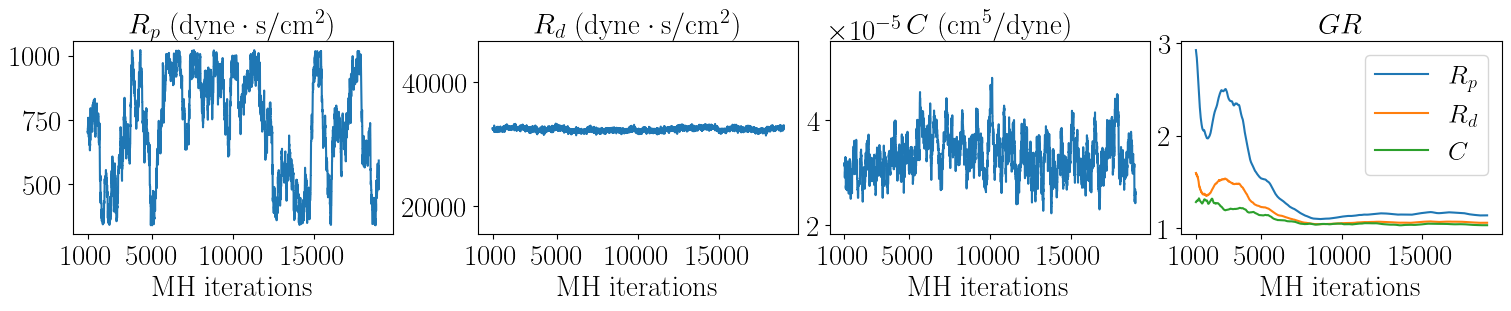 R_p (dyne · s/cm²)
1000
750
500
1000 5000 10000 15000
MH iterations
R_d (dyne · s/cm²)
40000
20000
1000 5000 10000 15000
MH iterations
×10⁻⁵ C (cm⁵/dyne)
4
2
1000 5000 10000 15000
MH iterations
GR
3
2
1
R_p
R_d
C
1000 5000 10000 15000
MH iterations